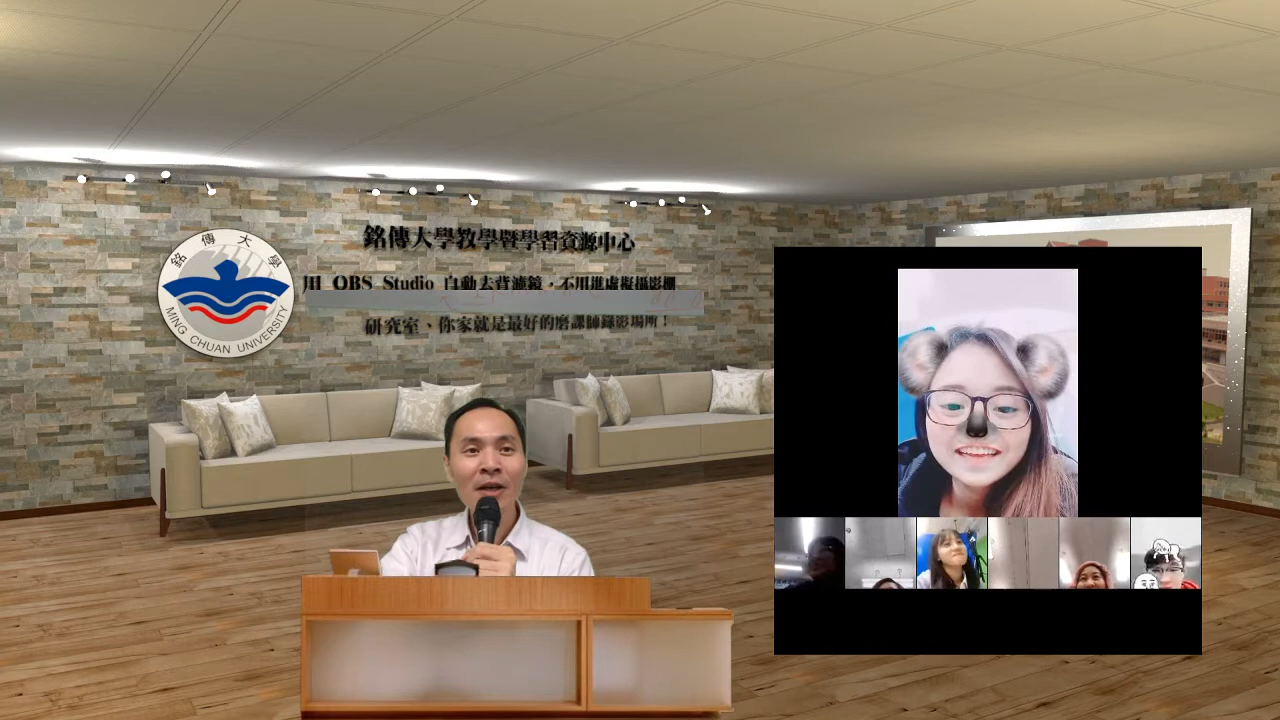 銘傳大學
MING CHUAN UNIVERSITY
銘傳大學教學暨學習資源中心
用 OBS Studio 自動去背濾鏡，不用進虛擬攝影棚
研究室、你家就是最好的磨課師錄影場所！